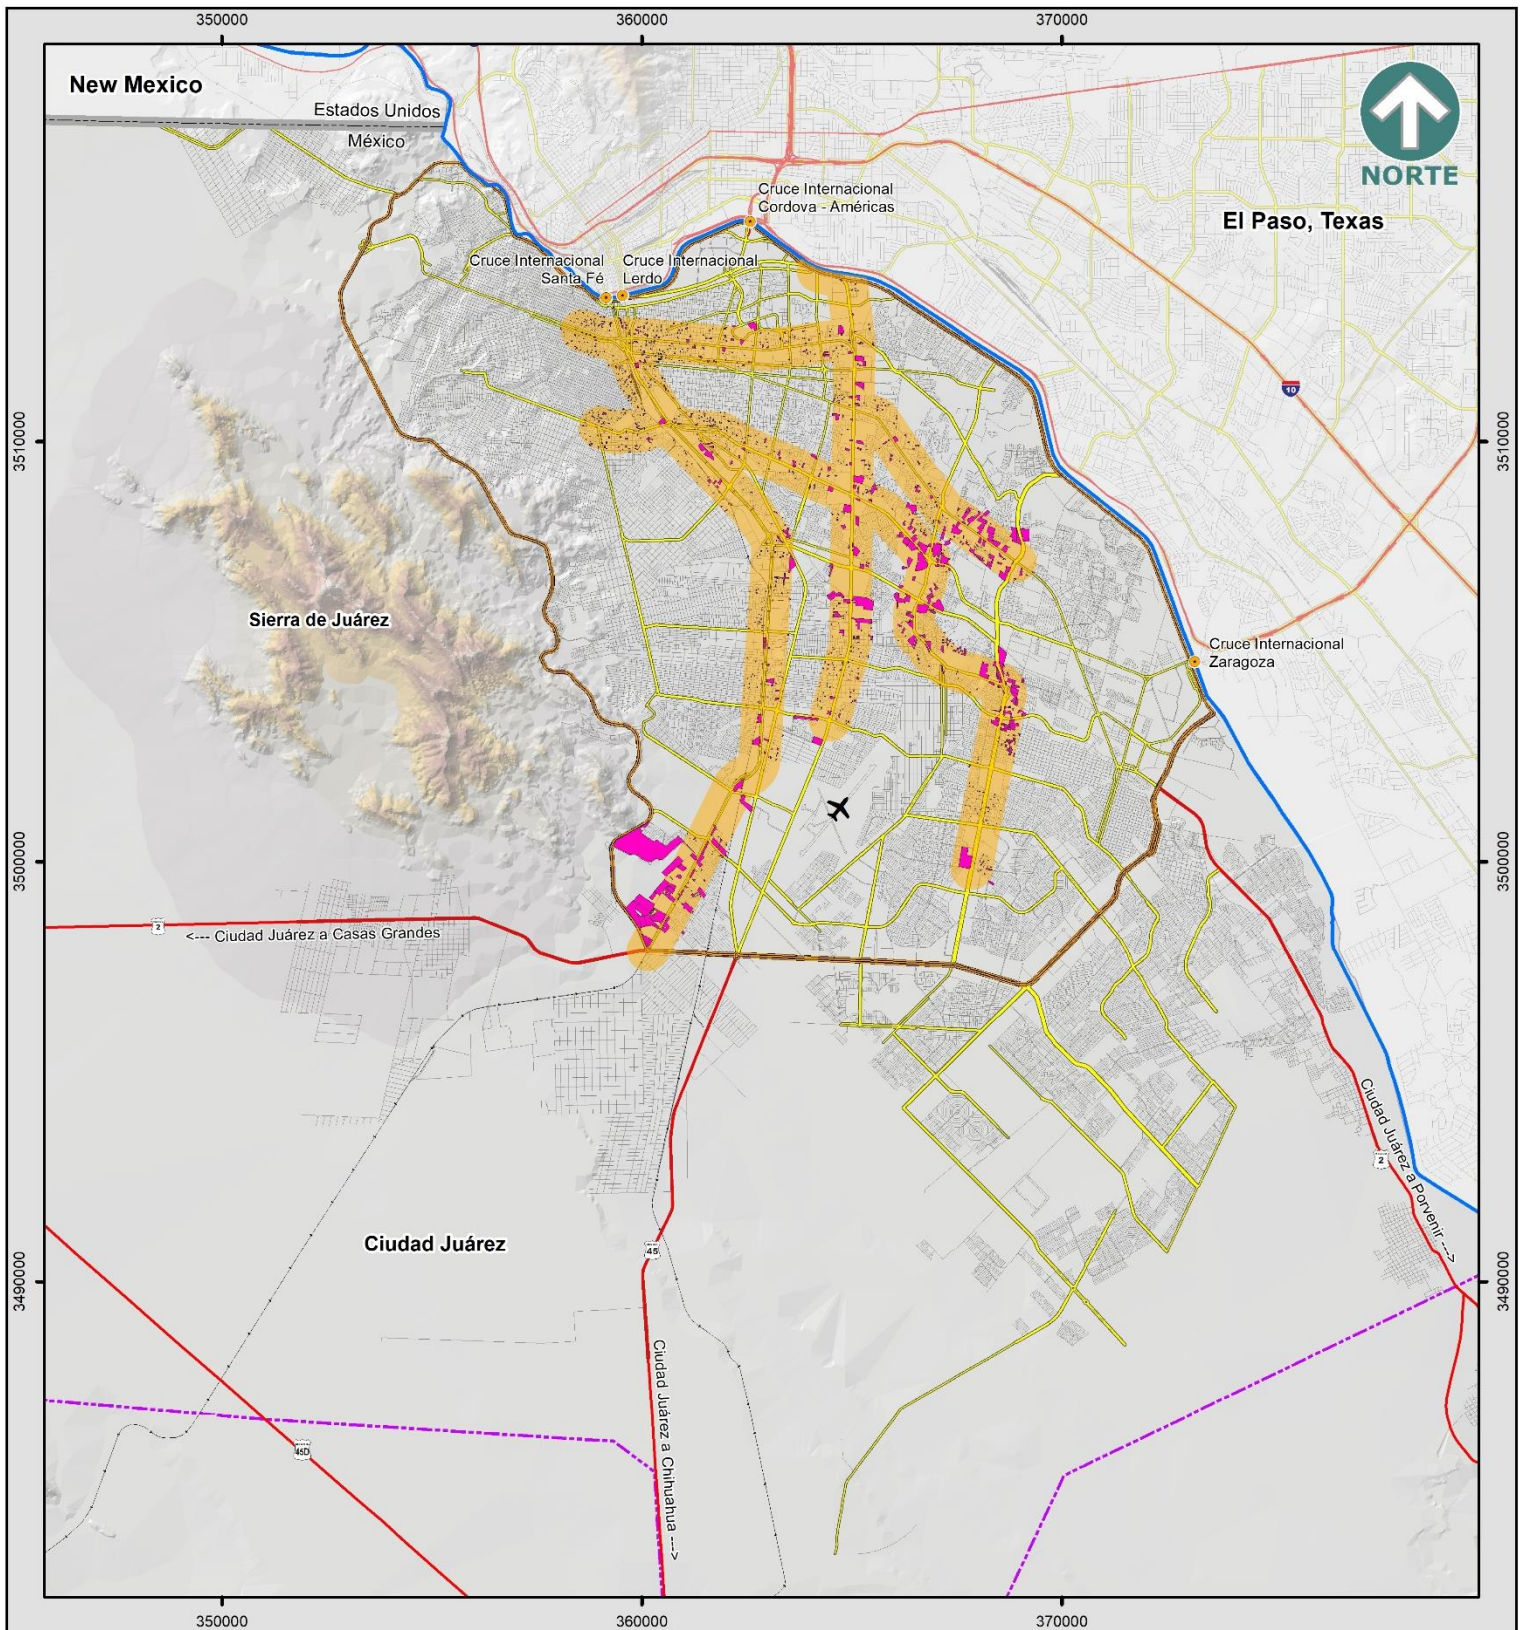 350000
360000
370000
New Mexico
Estados Unidos
México
NORTE
El Paso, Texas
Cruce Internacional
Cordova - Américas
Cruce Internacional
Santa Fé
Cruce Internacional
Lerdo
10
3510000
3510000
Sierra de Juárez
Cruce Internacional
Zaragoza
3500000
3500000
2
<--- Ciudad Juárez a Casas Grandes
Ciudad Juárez a Porvenir --->
2
Ciudad Juárez
45
3490000
3490000
Ciudad Juárez a Chihuahua --->
45D
350000
360000
370000